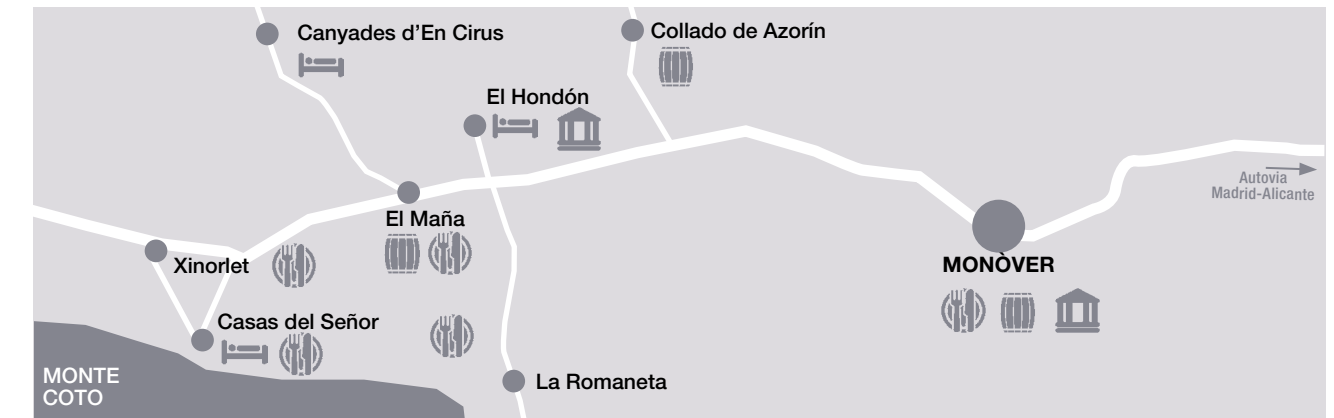 Canyades d’En Cirus
Collado de Azorín
El Hondón
Autovia
Madrid-Alicante
El Maña
Xinorlet
MONÒVER
Casas del Señor
MONTE
COTO
La Romaneta